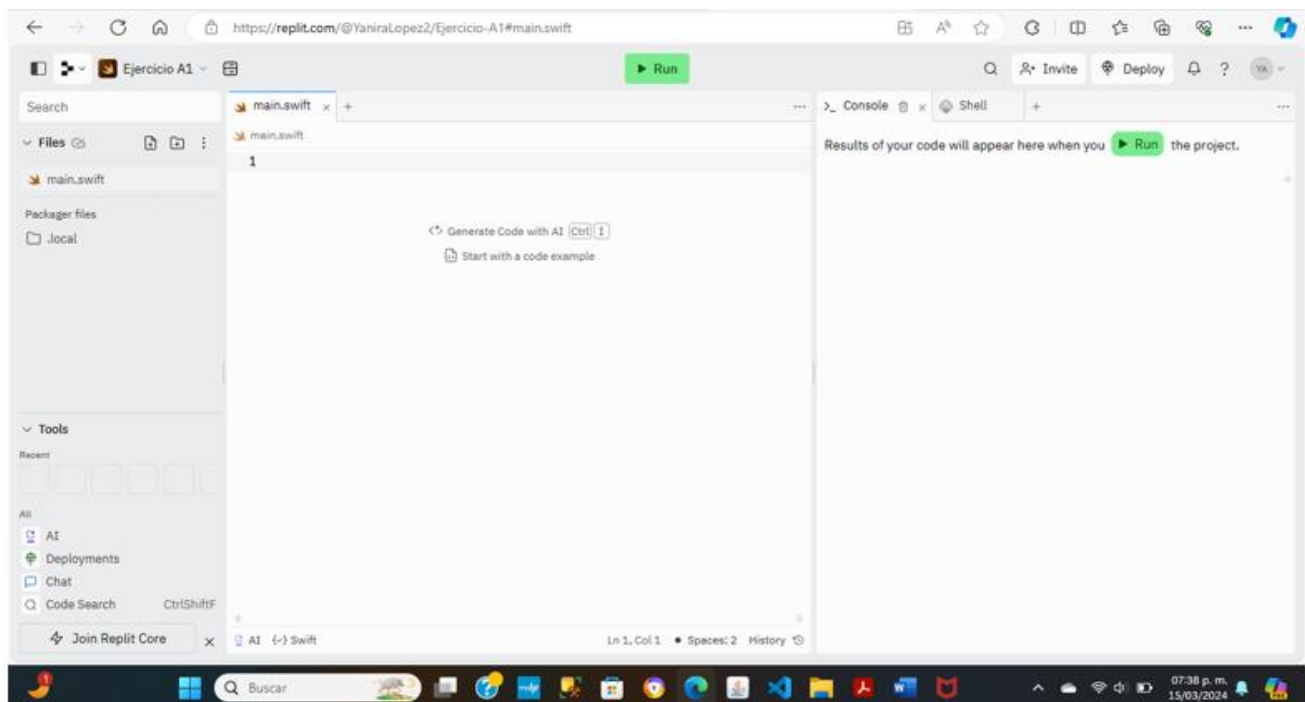 https://replit.com/@YaniraLopez2/Ejercicio-A1#main.swift
Ejercicio A1
Run
Invite
Deploy
?
YA
Search
main.swift
Console
Shell
Files
main.swift
Results of your code will appear here when you Run the project.
1
main.swift
Packager files
Generate Code with AI Ctrl I
.local
Start with a code example
Tools
Recent
All
AI
Deployments
Chat
Code Search CtrlShiftF
Join Replit Core
AI Swift
Ln 1, Col 1 Spaces: 2 History
Buscar
07:38 p. m.
15/03/2024